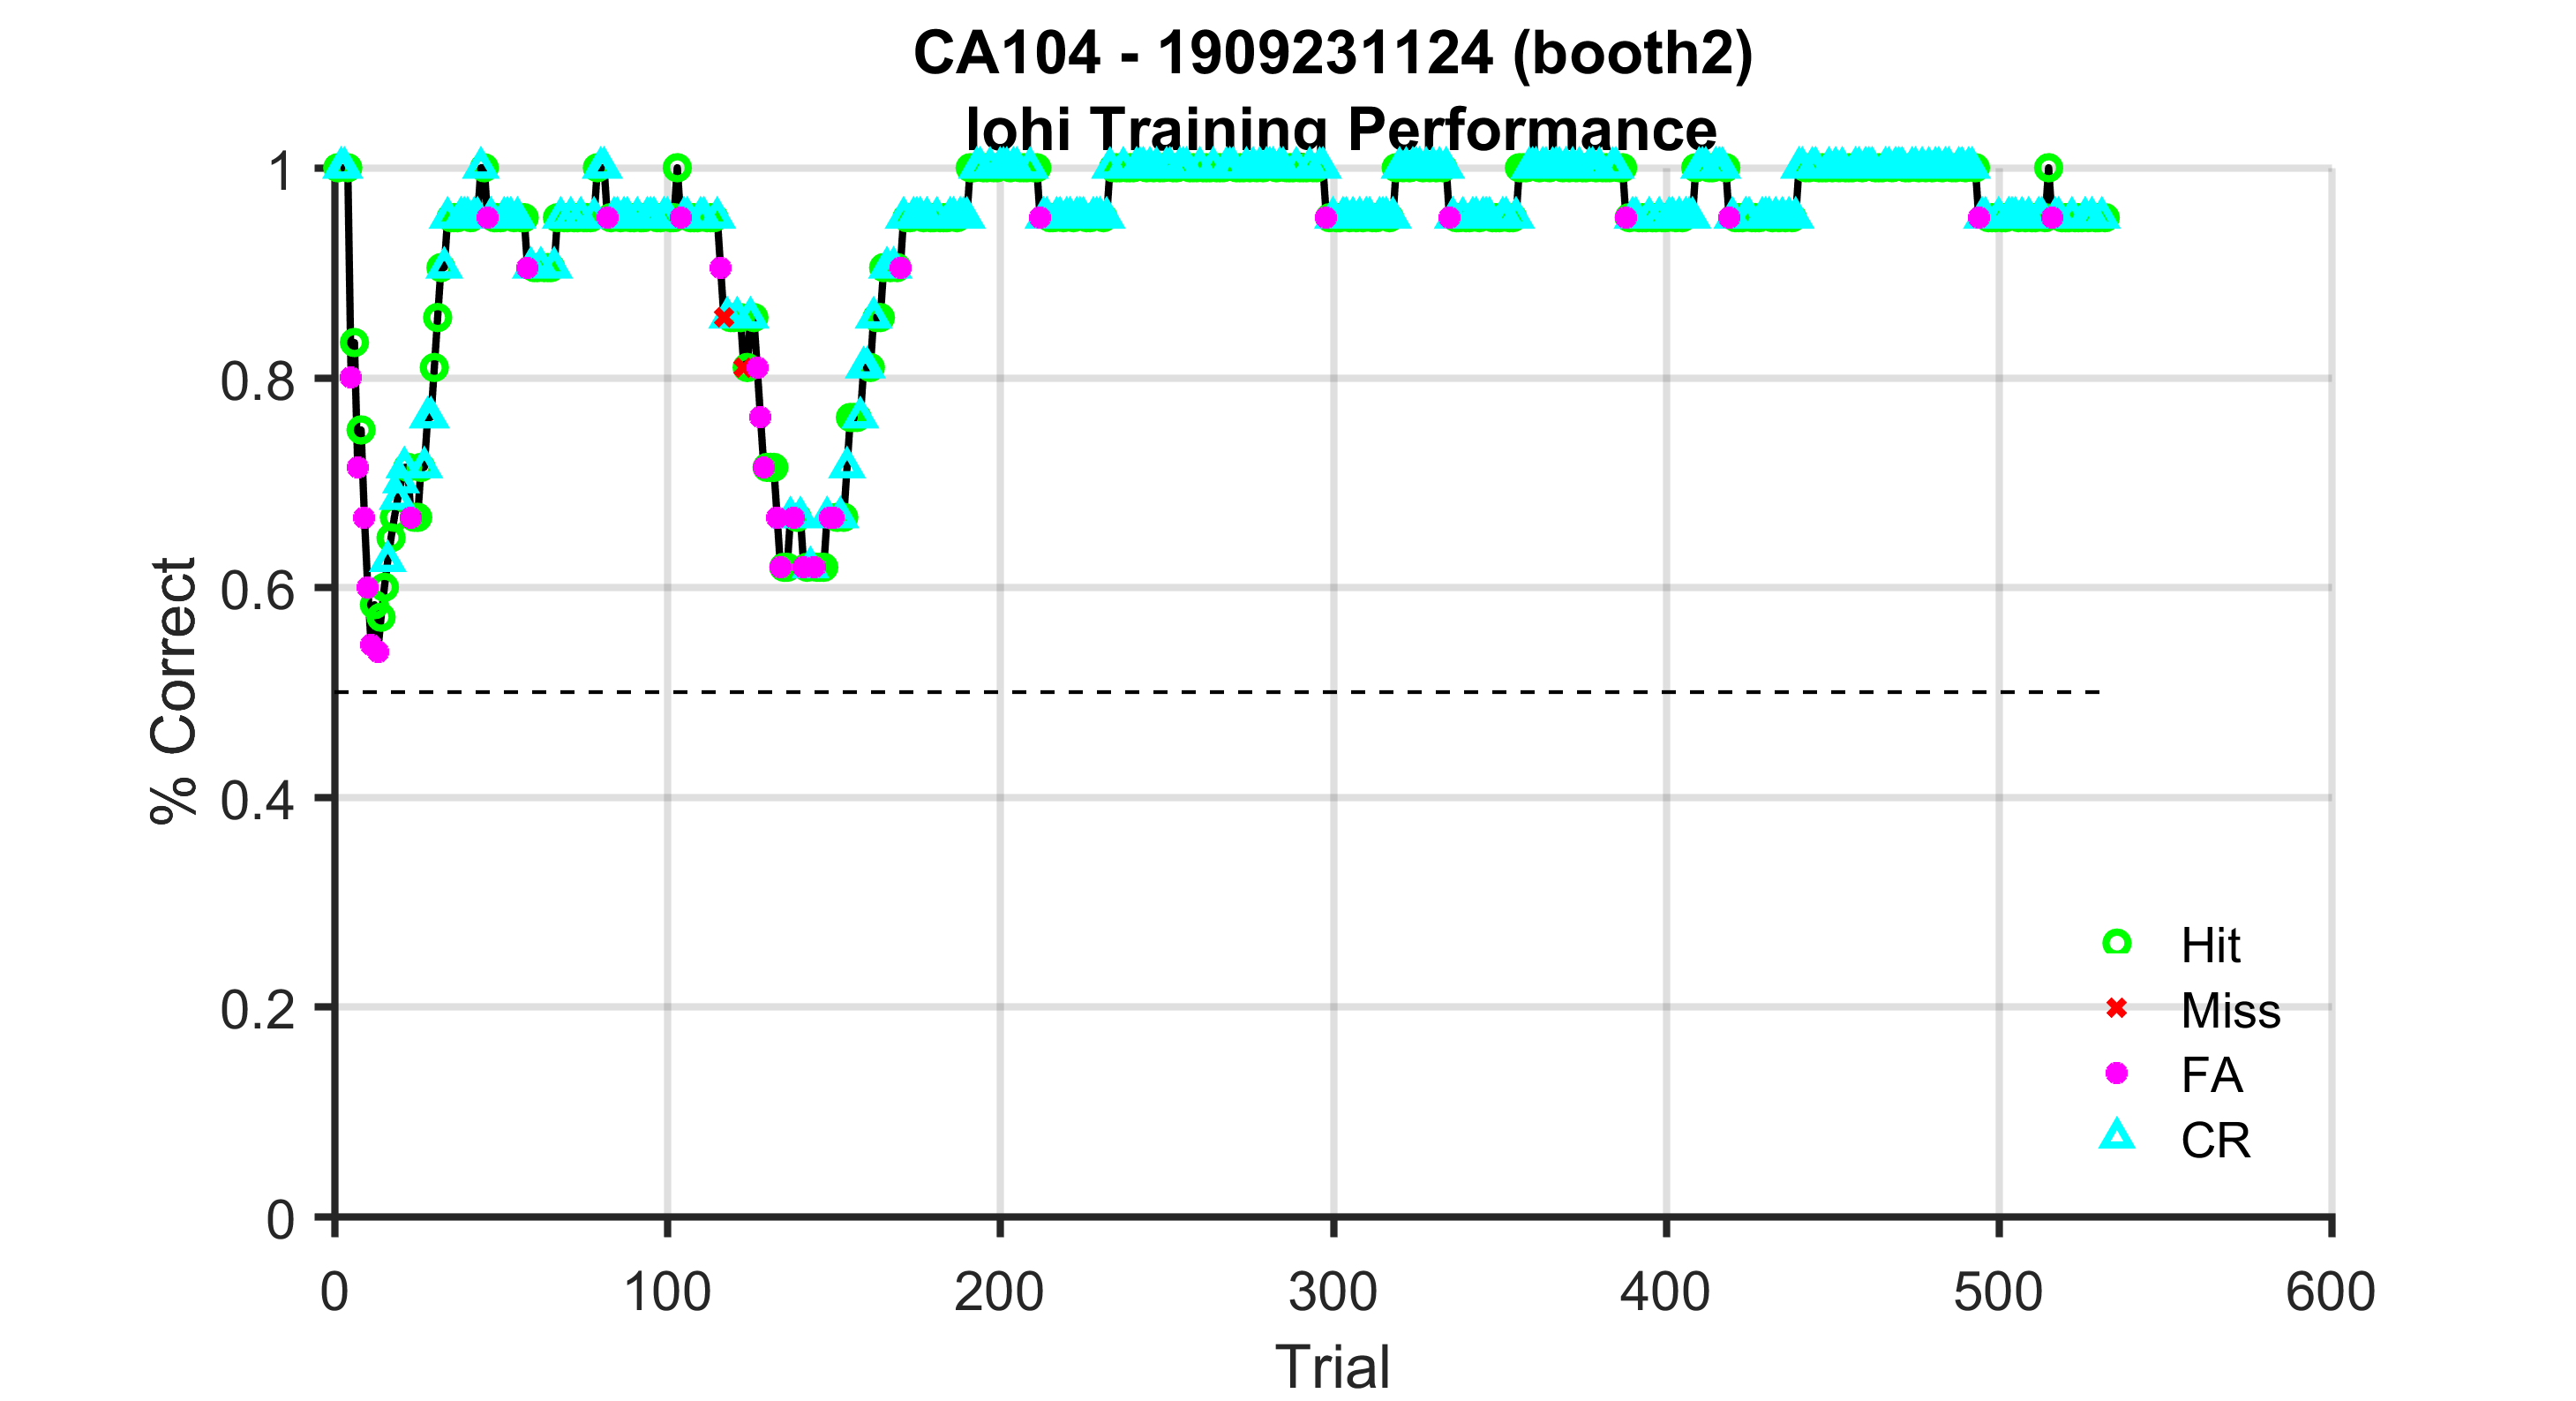 CA104 - 1909231124 (booth2)
lohi Training Performance
1
0.8
0.6
0.4
0.2
0
% Correct
0 100 200 300 400 500 600
Trial
Hit
Miss
FA
CR